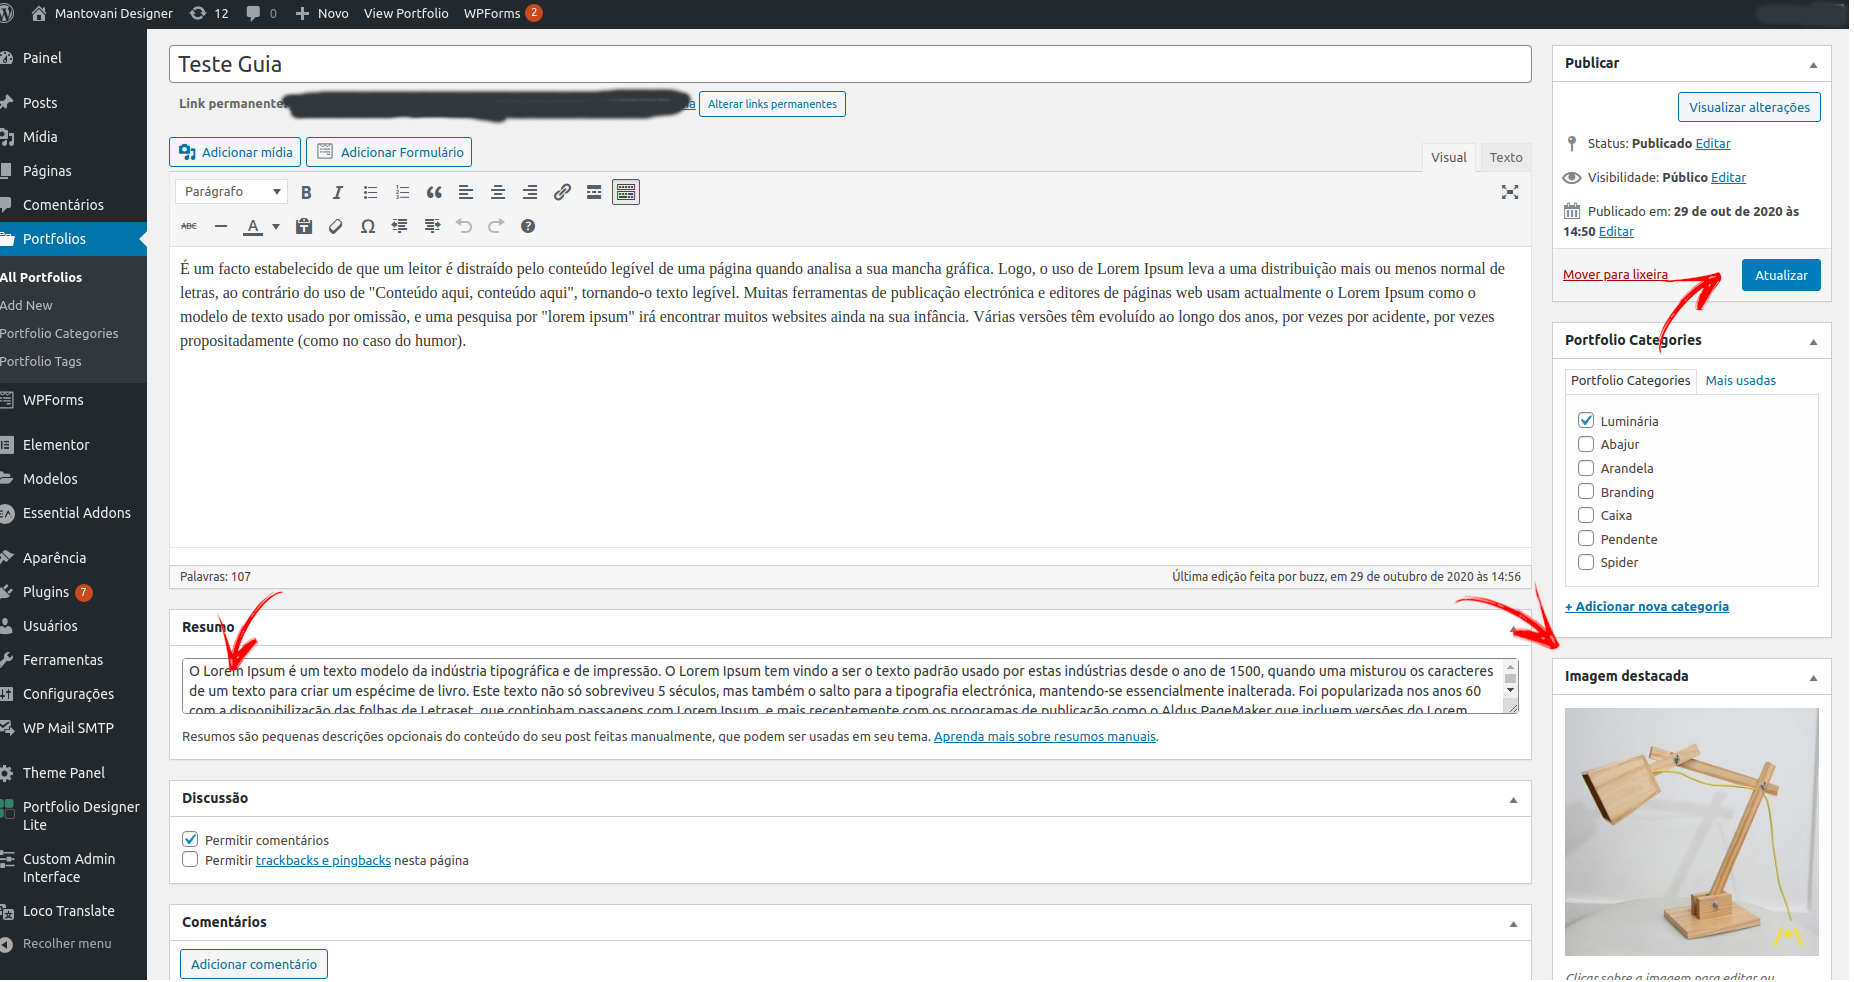 Mantovani Designer 12 0 Novo View Portfolio WPForms 2
Painel
Posts
Mídia
Páginas
Comentários
Portfolios
All Portfolios
Add New
Portfolio Categories
Portfolio Tags
WPForms
Elementor
Modelos
Essential Addons
Aparência
Plugins 7
Usuários
Ferramentas
Configurações
WP Mail SMTP
Theme Panel
Portfolio Designer
Lite
Custom Admin
Interface
Loco Translate
Recolher menu
Teste Guia
Link permanente
Alterar links permanentes
Adicionar mídia Adicionar Formulário
Visual Texto
Parágrafo
É um facto estabelecido de que um leitor é distraído pelo conteúdo legível de uma página quando analisa a sua mancha gráfica. Logo, o uso de Lorem Ipsum leva a uma distribuição mais ou menos normal de
letras, ao contrário do uso de "Conteúdo aqui, conteúdo aqui", tornando-o texto legível. Muitas ferramentas de publicação electrónica e editores de páginas web usam actualmente o Lorem Ipsum como o
modelo de texto usado por omissão, e uma pesquisa por "lorem ipsum" irá encontrar muitos websites ainda na sua infância. Várias versões têm evoluído ao longo dos anos, por vezes por acidente, por vezes
propositadamente (como no caso do humor).
Palavras: 107
Última edição feita por buzz, em 29 de outubro de 2020 às 14:56
Resumo
O Lorem Ipsum é um texto modelo da indústria tipográfica e de impressão. O Lorem Ipsum tem vindo a ser o texto padrão usado por estas indústrias desde o ano de 1500, quando uma misturou os caracteres
de um texto para criar um espécime de livro. Este texto não só sobreviveu 5 séculos, mas também o salto para a tipografia electrónica, mantendo-se essencialmente inalterada. Foi popularizada nos anos 60
com a disponibilização das folhas de Letraset, que continham passagens com Lorem Ipsum, e mais recentemente com os programas de publicação como o Aldus PageMaker que incluem versões do Lorem
Resumos são pequenas descrições opcionais do conteúdo do seu post feitas manualmente, que podem ser usadas em seu tema. Aprenda mais sobre resumos manuais.
Discussão
Permitir comentários
Permitir trackbacks e pingbacks nesta página
Comentários
Adicionar comentário
Publicar
Visualizar alterações
Status: Publicado Editar
Visibilidade: Público Editar
Publicado em: 29 de out de 2020 às
14:50 Editar
Mover para lixeira
Atualizar
Portfolio Categories
Portfolio Categories Mais usadas
Luminária
Abajur
Arandela
Branding
Caixa
Pendente
Spider
+ Adicionar nova categoria
Imagem destacada
Clicar sobre a imagem para editar ou